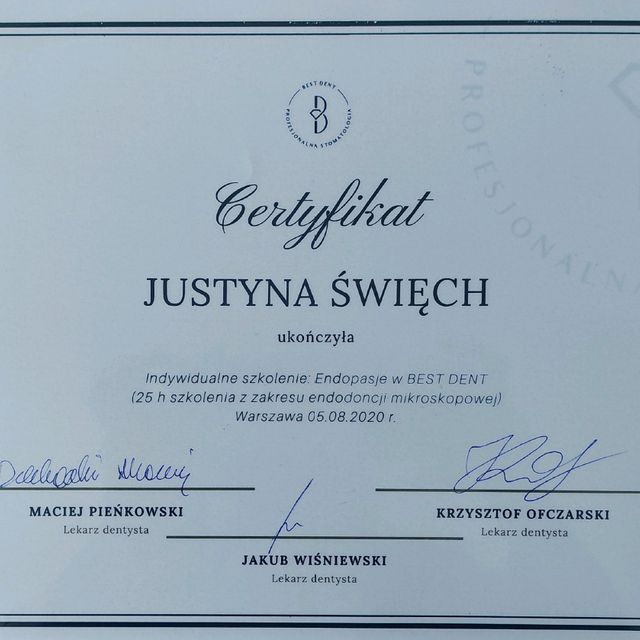 BEST DENT
PROFESJONALNA STOMATOLOGIA
PROFESJONALN
Certyfikat
JUSTYNA ŚWIĘCH
ukończyła
Indywidualne szkolenie: Endopasje w BEST DENT
(25 h szkolenia z zakresu endodoncji mikroskopowej)
Warszawa 05.08.2020 r.
MACIEJ PIEŃKOWSKI
Lekarz dentysta
KRZYSZTOF OFCZARSKI
Lekarz dentysta
JAKUB WIŚNIEWSKI
Lekarz dentysta